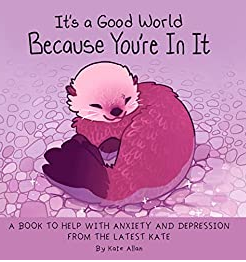 It's a Good World
Because You're In It
A BOOK TO HELP WITH ANXIETY AND DEPRESSION
FROM THE LATEST KATE
By Kate Allan